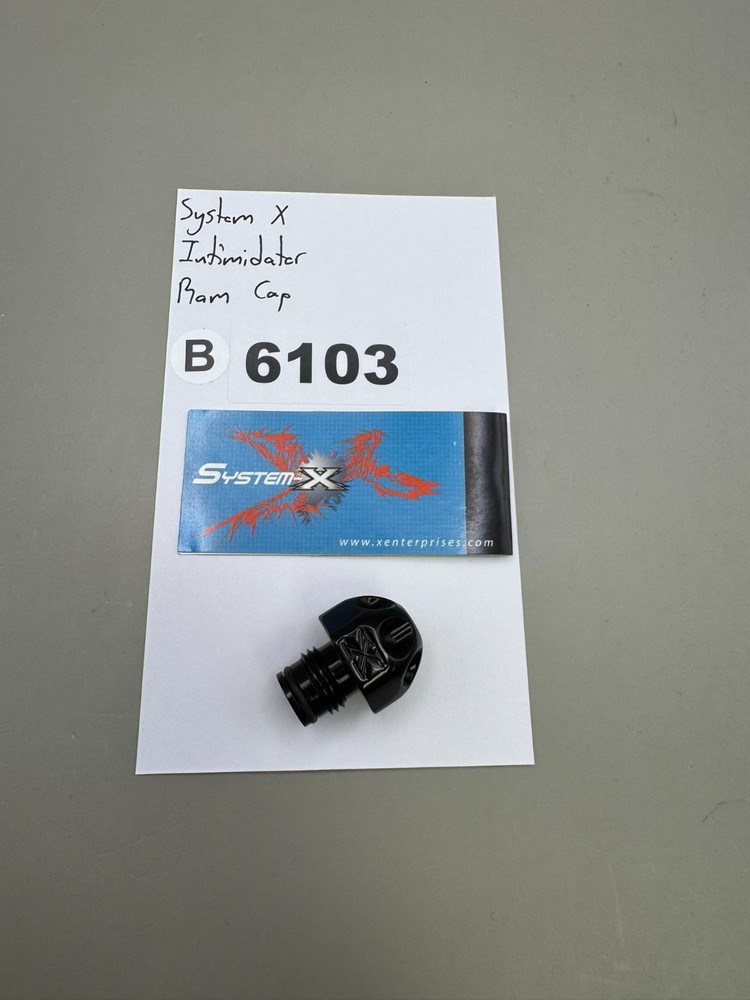 System X
Intimidator
Ram Cap
B 6103
SYSTEM-X
www.xenterprises.com
X